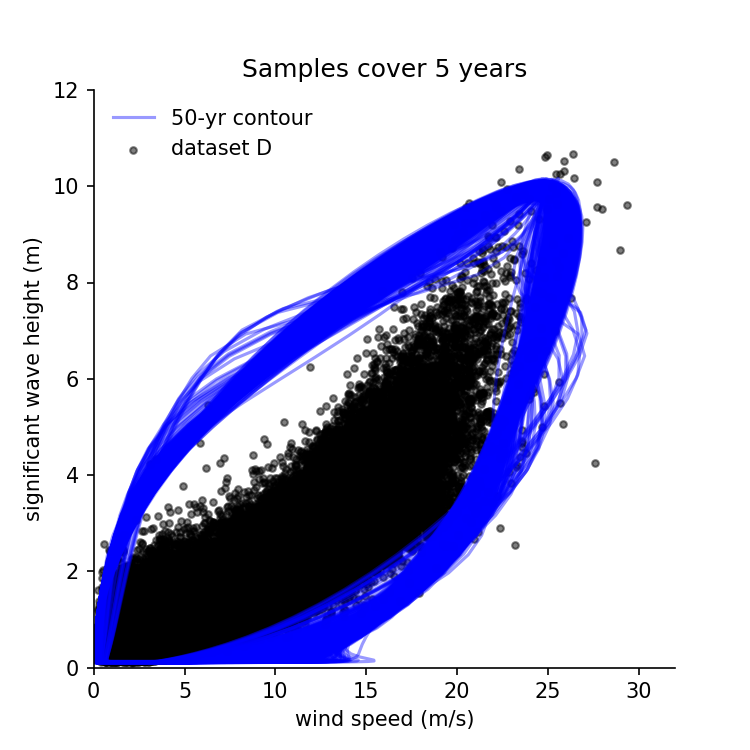 Samples cover 5 years
12
50-yr contour
dataset D
10
8
6
4
2
0
significant wave height (m)
0 5 10 15 20 25 30
wind speed (m/s)